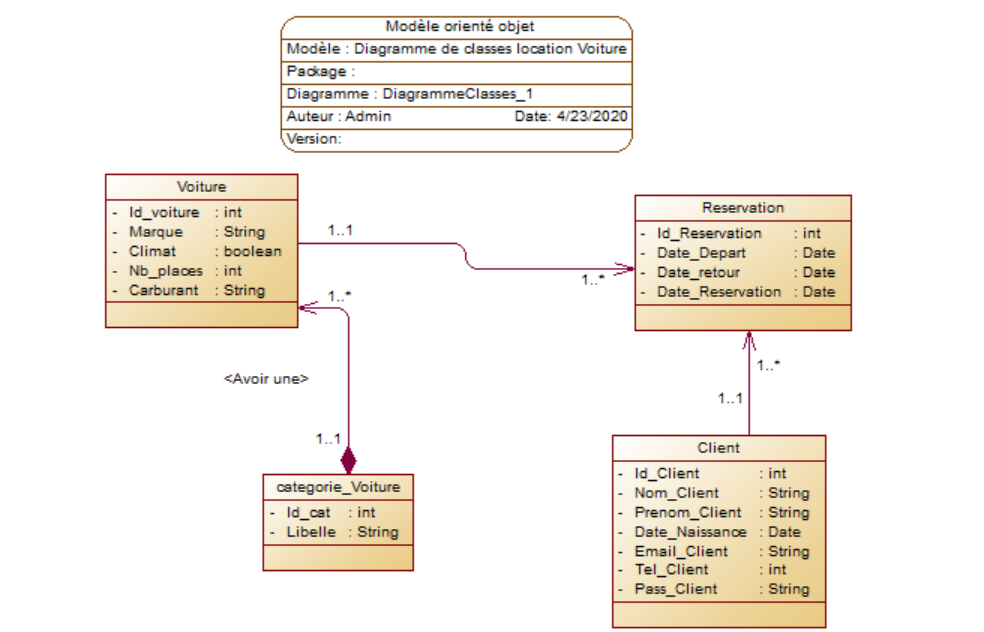 Modèle orienté objet
Modèle : Diagramme de classes location Voiture
Package :
Diagramme : DiagrammeClasses_1
Auteur : Admin Date: 4/23/2020
Version:
Voiture
- Id_voiture : int
- Marque : String
- Climat : boolean
- Nb_places : int
- Carburant : String
1..1
1..*
Reservation
- Id_Reservation : int
- Date_Depart : Date
- Date_retour : Date
- Date_Reservation : Date
1..*
<Avoir une>
1..1
1..*
1..1
categorie_Voiture
- Id_cat : int
- Libelle : String
Client
- Id_Client : int
- Nom_Client : String
- Prenom_Client : String
- Date_Naissance : Date
- Email_Client : String
- Tel_Client : int
- Pass_Client : String